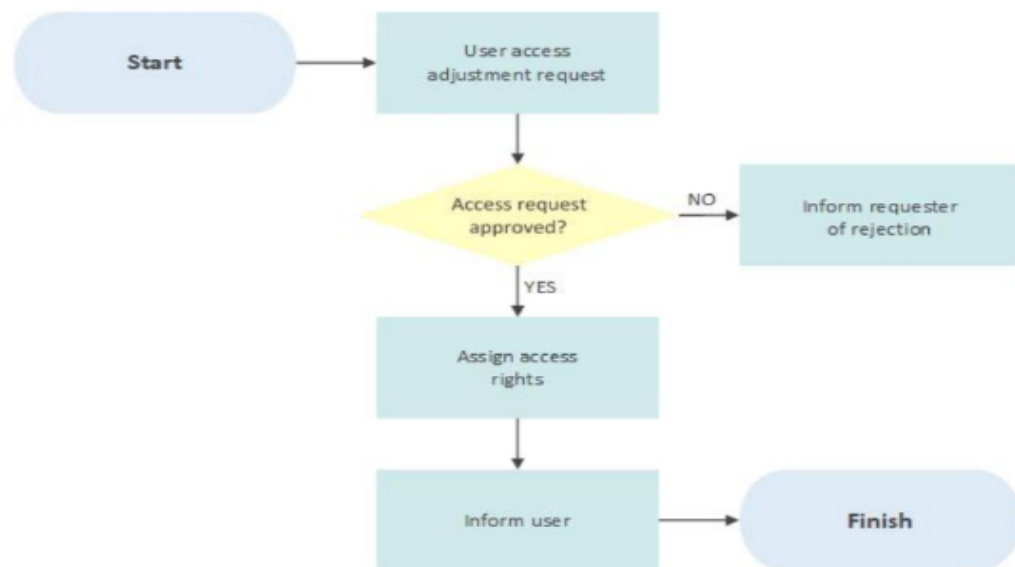 Start
User access
adjustment request
Access request
approved?
NO
Inform requester
of rejection
YES
Assign access
rights
Inform user
Finish